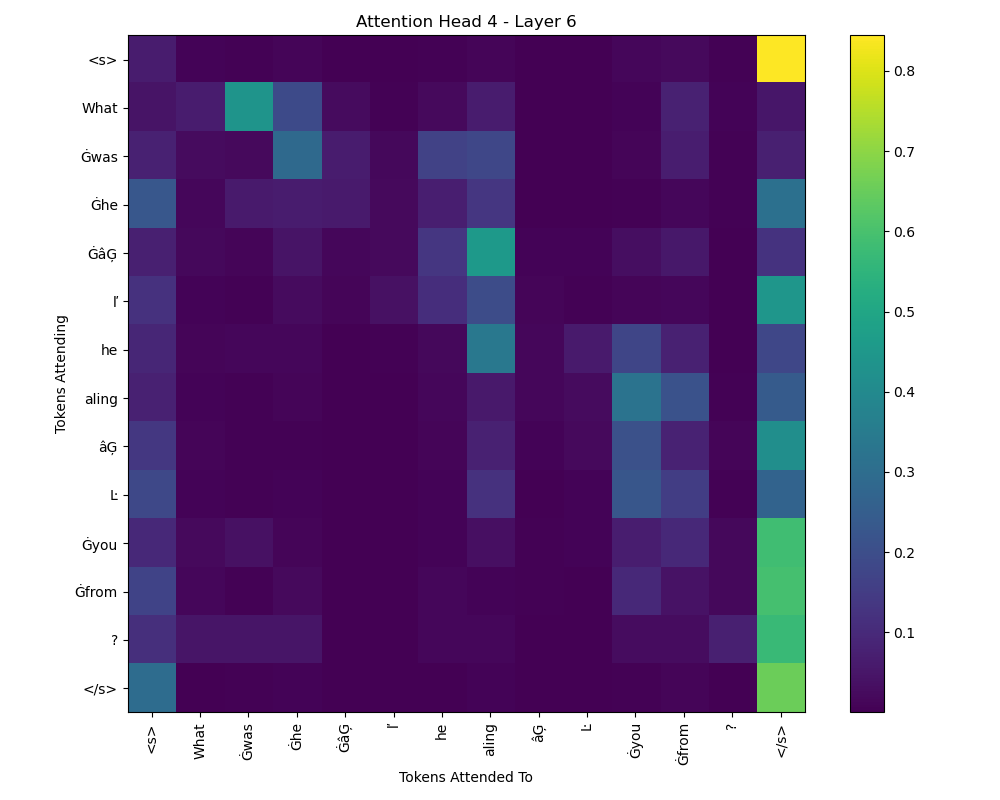 Attention Head 4 - Layer 6
Tokens Attending
<s>
What
Ġwas
Ġhe
ĠâĢ
ľ
he
aling
âĢ
Ŀ
Ġyou
Ġfrom
?
</s>
<s>
What
Ġwas
Ġhe
ĠâĢ
ľ
he
aling
âĢ
Ŀ
Ġyou
Ġfrom
?
</s>
Tokens Attended To
0.8
0.7
0.6
0.5
0.4
0.3
0.2
0.1